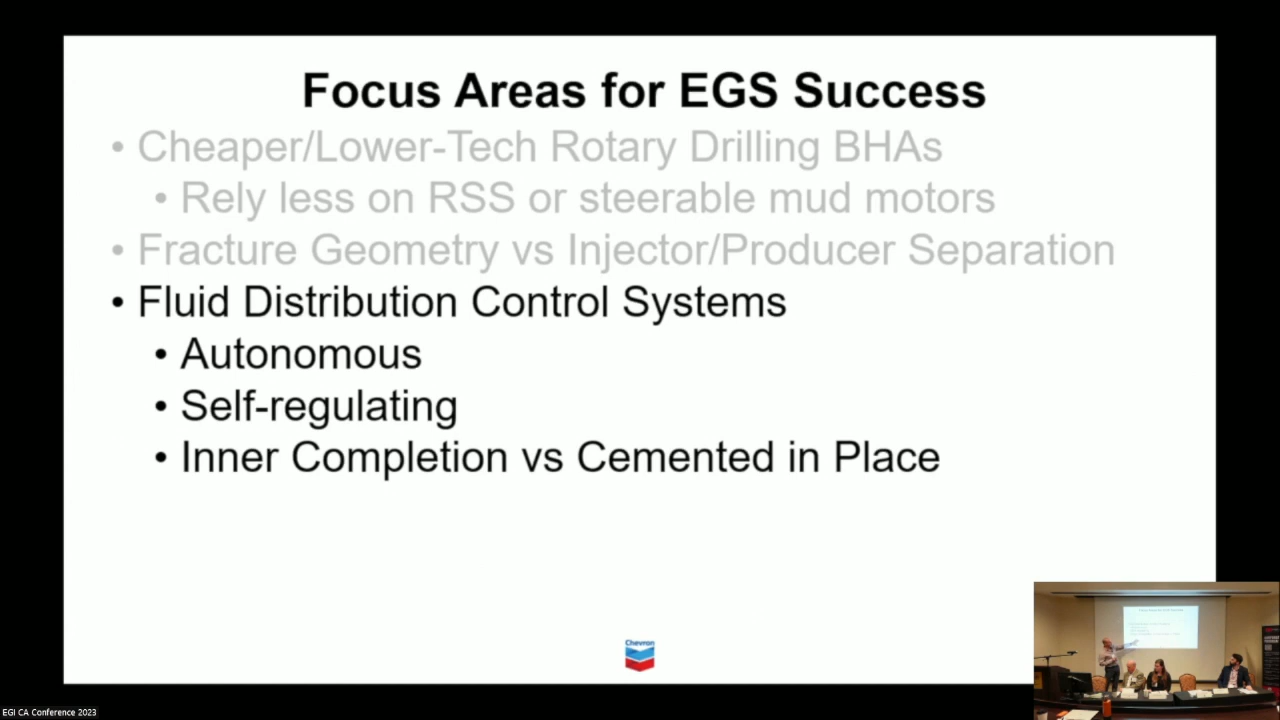 Focus Areas for EGS Success
• Cheaper/Lower-Tech Rotary Drilling BHAs
• Rely less on RSS or steerable mud motors
• Fracture Geometry vs Injector/Producer Separation
• Fluid Distribution Control Systems
• Autonomous
• Self-regulating
• Inner Completion vs Cemented in Place
Chevron
EGI CA Conference 2023